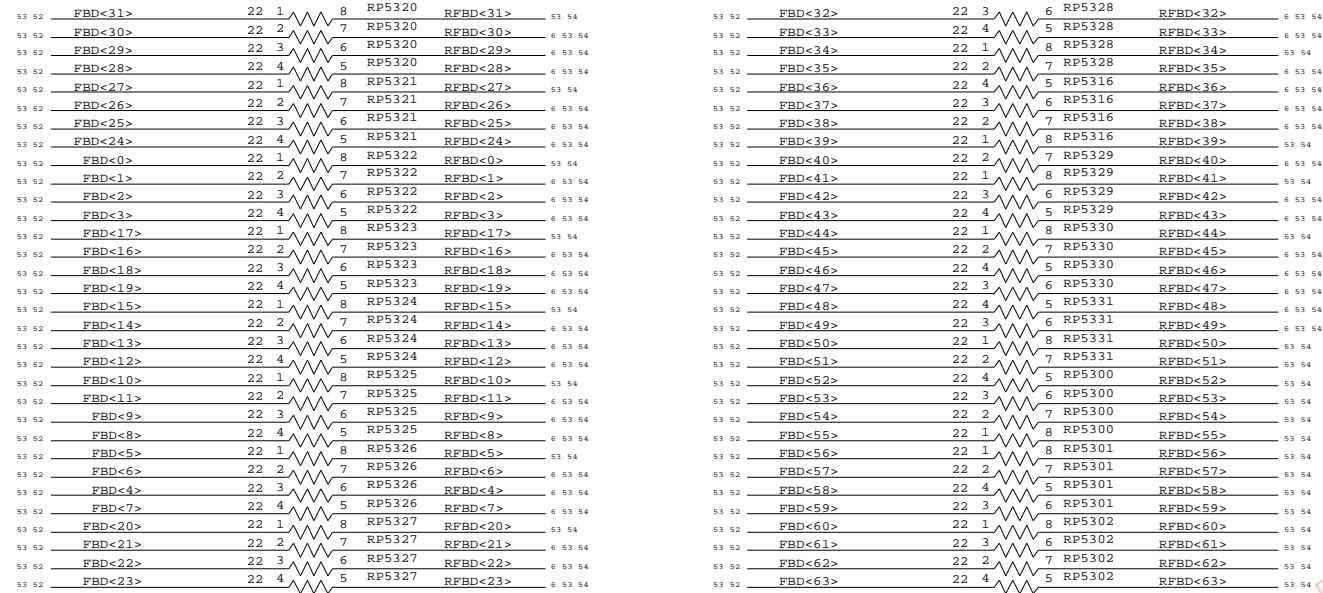 53 52 FBD<31> 22 1 8 RP5320 RFBD<31> 53 54
53 52 FBD<30> 22 2 7 RP5320 RFBD<30> 6 53 54
53 52 FBD<29> 22 3 6 RP5320 RFBD<29> 6 53 54
53 52 FBD<28> 22 4 5 RP5320 RFBD<28> 6 53 54
53 52 FBD<27> 22 1 8 RP5321 RFBD<27> 53 54
53 52 FBD<26> 22 2 7 RP5321 RFBD<26> 6 53 54
53 52 FBD<25> 22 3 6 RP5321 RFBD<25> 6 53 54
53 52 FBD<24> 22 4 5 RP5321 RFBD<24> 6 53 54
53 52 FBD<0> 22 1 8 RP5322 RFBD<0> 53 54
53 52 FBD<1> 22 2 7 RP5322 RFBD<1> 6 53 54
53 52 FBD<2> 22 3 6 RP5322 RFBD<2> 6 53 54
53 52 FBD<3> 22 4 5 RP5322 RFBD<3> 6 53 54
53 52 FBD<17> 22 1 8 RP5323 RFBD<17> 53 54
53 52 FBD<16> 22 2 7 RP5323 RFBD<16> 6 53 54
53 52 FBD<18> 22 3 6 RP5323 RFBD<18> 6 53 54
53 52 FBD<19> 22 4 5 RP5323 RFBD<19> 6 53 54
53 52 FBD<15> 22 1 8 RP5324 RFBD<15> 53 54
53 52 FBD<14> 22 2 7 RP5324 RFBD<14> 6 53 54
53 52 FBD<13> 22 3 6 RP5324 RFBD<13> 6 53 54
53 52 FBD<12> 22 4 5 RP5324 RFBD<12> 6 53 54
53 52 FBD<10> 22 1 8 RP5325 RFBD<10> 53 54
53 52 FBD<11> 22 2 7 RP5325 RFBD<11> 6 53 54
53 52 FBD<9> 22 3 6 RP5325 RFBD<9> 6 53 54
53 52 FBD<8> 22 4 5 RP5325 RFBD<8> 6 53 54
53 52 FBD<5> 22 1 8 RP5326 RFBD<5> 53 54
53 52 FBD<6> 22 2 7 RP5326 RFBD<6> 6 53 54
53 52 FBD<4> 22 3 6 RP5326 RFBD<4> 6 53 54
53 52 FBD<7> 22 4 5 RP5326 RFBD<7> 6 53 54
53 52 FBD<20> 22 1 8 RP5327 RFBD<20> 53 54
53 52 FBD<21> 22 2 7 RP5327 RFBD<21> 6 53 54
53 52 FBD<22> 22 3 6 RP5327 RFBD<22> 6 53 54
53 52 FBD<23> 22 4 5 RP5327 RFBD<23> 6 53 54
53 52 FBD<32> 22 3 6 RP5328 RFBD<32> 6 53 54
53 52 FBD<33> 22 4 5 RP5328 RFBD<33> 6 53 54
53 52 FBD<34> 22 1 8 RP5328 RFBD<34> 53 54
53 52 FBD<35> 22 2 7 RP5328 RFBD<35> 6 53 54
53 52 FBD<36> 22 4 5 RP5316 RFBD<36> 6 53 54
53 52 FBD<37> 22 3 6 RP5316 RFBD<37> 6 53 54
53 52 FBD<38> 22 2 7 RP5316 RFBD<38> 6 53 54
53 52 FBD<39> 22 1 8 RP5316 RFBD<39> 53 54
53 52 FBD<40> 22 2 7 RP5329 RFBD<40> 6 53 54
53 52 FBD<41> 22 1 8 RP5329 RFBD<41> 53 54
53 52 FBD<42> 22 3 6 RP5329 RFBD<42> 6 53 54
53 52 FBD<43> 22 4 5 RP5329 RFBD<43> 6 53 54
53 52 FBD<44> 22 1 8 RP5330 RFBD<44> 53 54
53 52 FBD<45> 22 2 7 RP5330 RFBD<45> 6 53 54
53 52 FBD<46> 22 4 5 RP5330 RFBD<46> 6 53 54
53 52 FBD<47> 22 3 6 RP5330 RFBD<47> 6 53 54
53 52 FBD<48> 22 4 5 RP5331 RFBD<48> 6 53 54
53 52 FBD<49> 22 3 6 RP5331 RFBD<49> 6 53 54
53 52 FBD<50> 22 1 8 RP5331 RFBD<50> 53 54
53 52 FBD<51> 22 2 7 RP5331 RFBD<51> 53 54
53 52 FBD<52> 22 4 5 RP5300 RFBD<52> 53 54
53 52 FBD<53> 22 3 6 RP5300 RFBD<53> 53 54
53 52 FBD<54> 22 2 7 RP5300 RFBD<54> 53 54
53 52 FBD<55> 22 1 8 RP5300 RFBD<55> 53 54
53 52 FBD<56> 22 1 8 RP5301 RFBD<56> 53 54
53 52 FBD<57> 22 2 7 RP5301 RFBD<57> 53 54
53 52 FBD<58> 22 4 5 RP5301 RFBD<58> 53 54
53 52 FBD<59> 22 3 6 RP5301 RFBD<59> 53 54
53 52 FBD<60> 22 1 8 RP5302 RFBD<60> 53 54
53 52 FBD<61> 22 3 6 RP5302 RFBD<61> 53 54
53 52 FBD<62> 22 2 7 RP5302 RFBD<62> 53 54
53 52 FBD<63> 22 4 5 RP5302 RFBD<63> 53 54